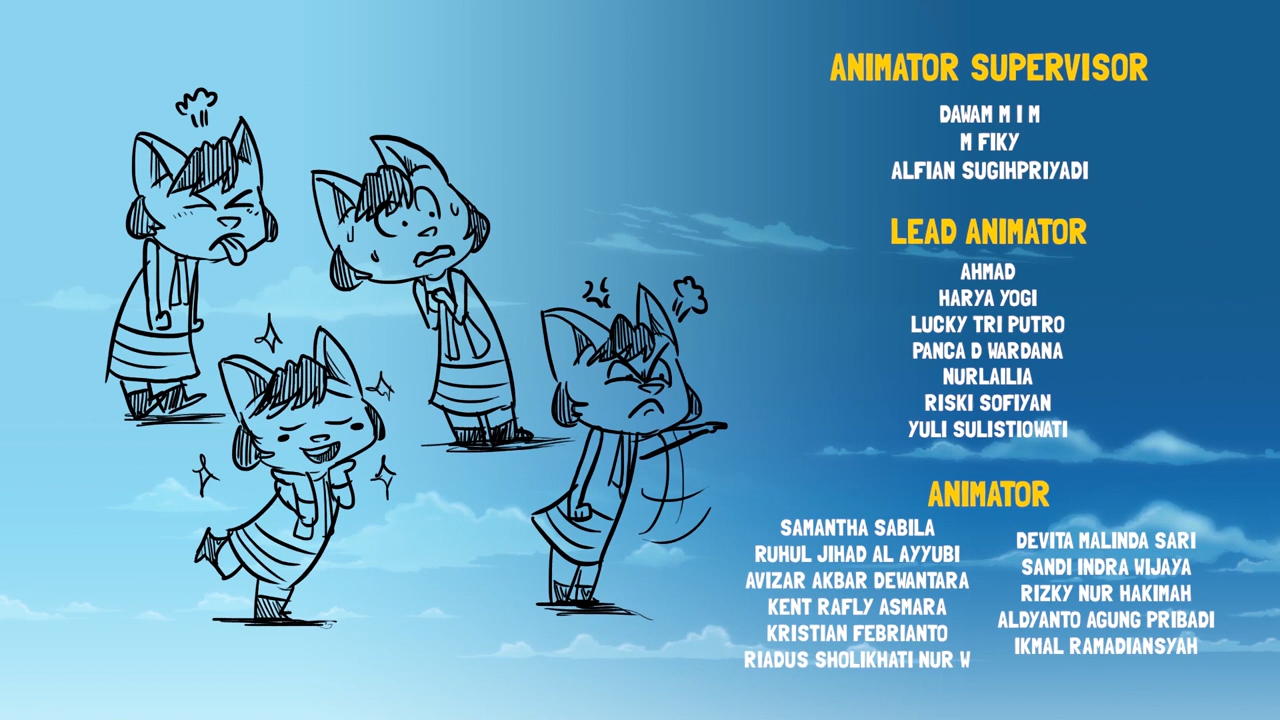 ANIMATOR SUPERVISOR
DAWAM M I M
M FIKY
ALFIAN SUGIHPRIYADI
LEAD ANIMATOR
AHMAD
HARYA YOGI
LUCKY TRI PUTRO
PANCA D WARDANA
NURLAILIA
RISKI SOFIYAN
YULI SULISTIOWATI
ANIMATOR
SAMANTHA SABILA
RUHUL JIHAD AL AYYUBI
AVIZAR AKBAR DEWANTARA
KENT RAFLY ASMARA
KRISTIAN FEBRIANTO
RIADUS SHOLIKHATI NUR W
DEVITA MALINDA SARI
SANDI INDRA WIJAYA
RIZKY NUR HAKIMAH
ALDYANTO AGUNG PRIBADI
IKMAL RAMADIANSYAH